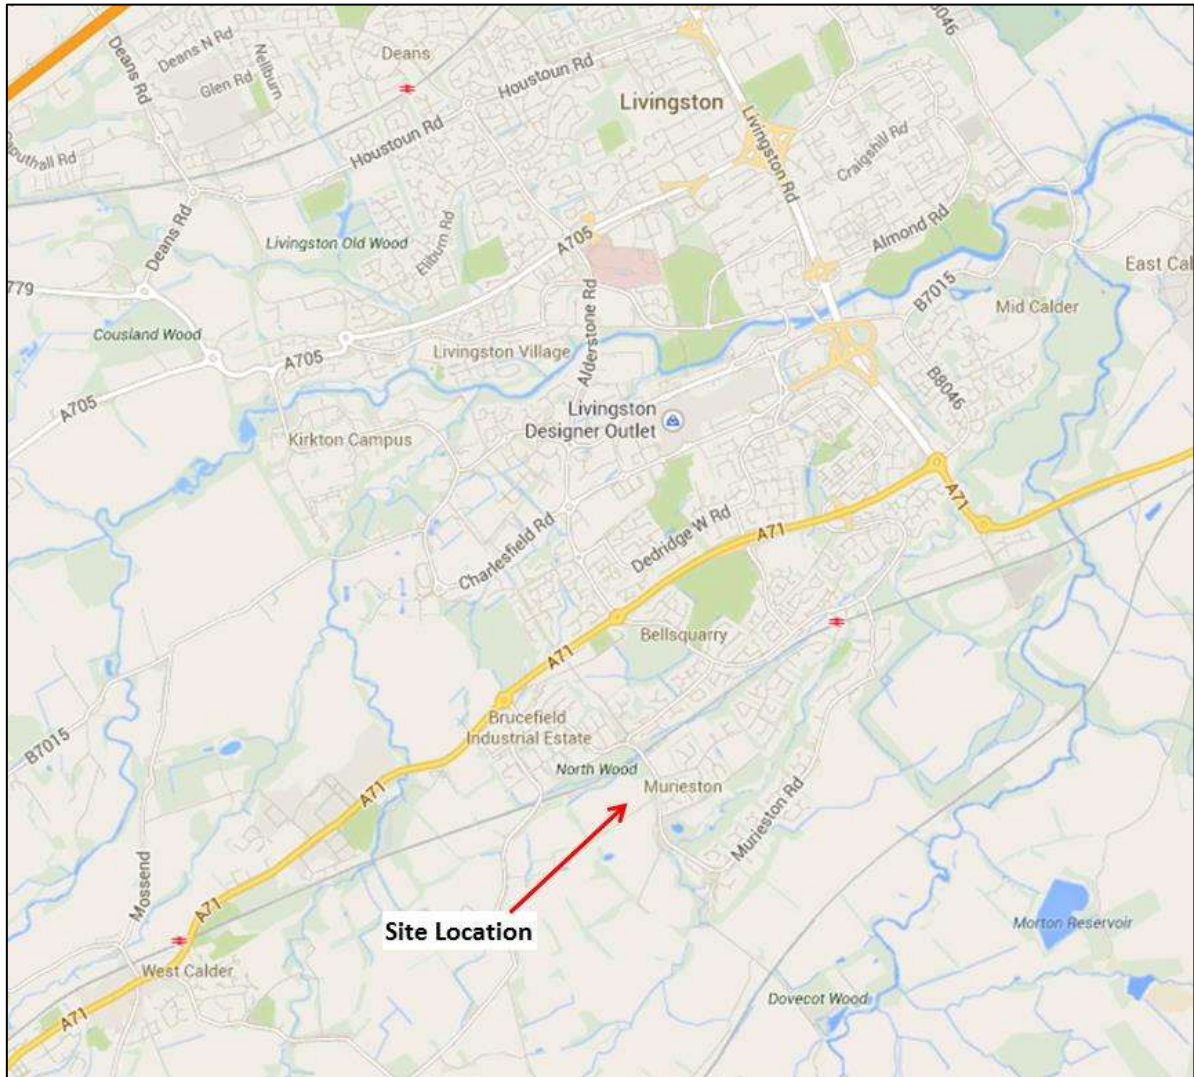 B8046
Deans N Rd
Deans Rd
Nellburn
Glen Rd
Deans
Houstoun Rd
Livingston
Houstoun Rd
Livingston Rd
Craigshill Rd
Deans Rd
Livingston Old Wood
Eliburn Rd
A705
Almond Rd
East Cal
779
B7015
Mid Calder
Cousland Wood
A705
Livingston Village
Alderstone Rd
B8046
A705
Livingston
Designer Outlet
Kirkton Campus
A71
Charlesfield Rd
Dedridge W Rd
A71
Bellsquarry
A71
Brucefield
Industrial Estate
B7015
North Wood
A71
Murieston
Murieston Rd
Mossend
A71
Site Location
Morton Reservoir
West Calder
Dovecot Wood
A71